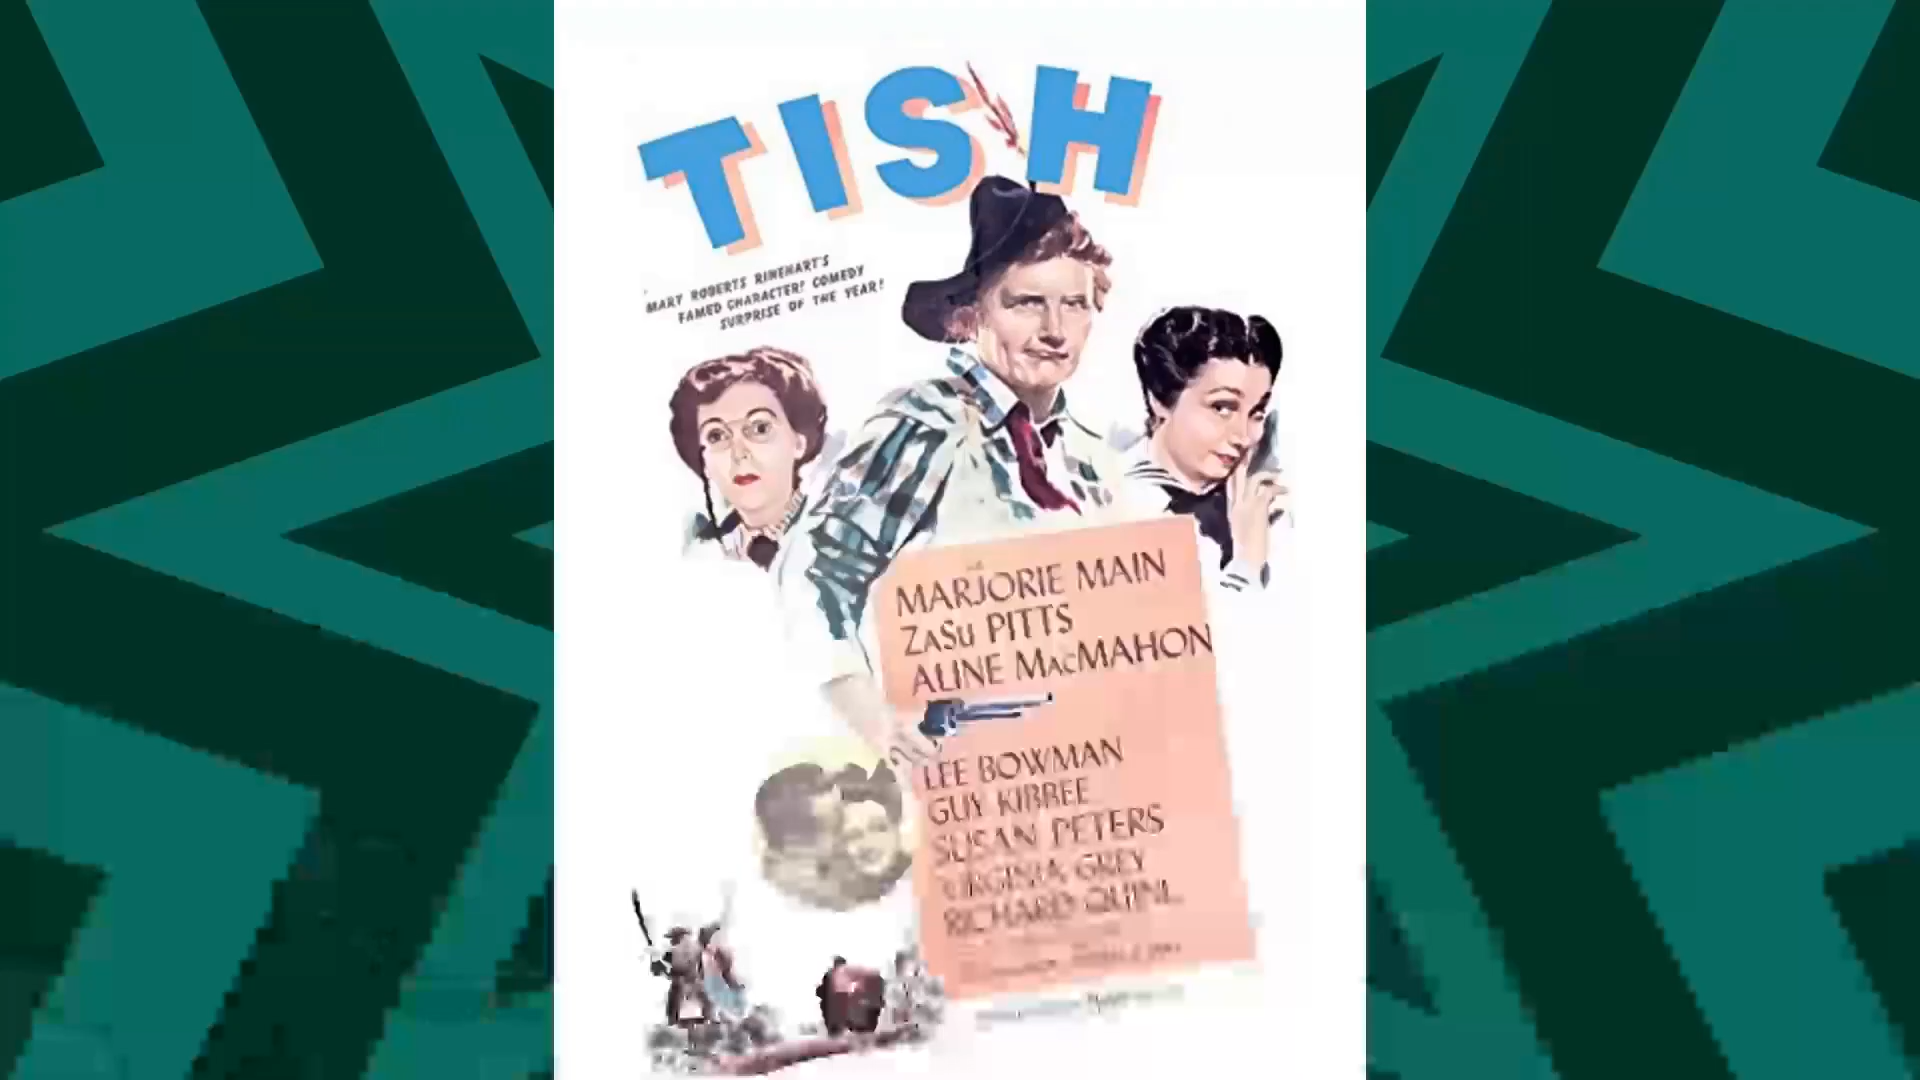 TISH
MARY ROBERTS RINEHART'S
FAMED CHARACTER! COMEDY
SURPRISE OF THE YEAR!
MARJORIE MAIN
ZASU PITTS
ALINE MACMAHON
LEE BOWMAN
GUY KIBBEE
SUSAN PETERS
VIRGINIA GREY
RICHARD